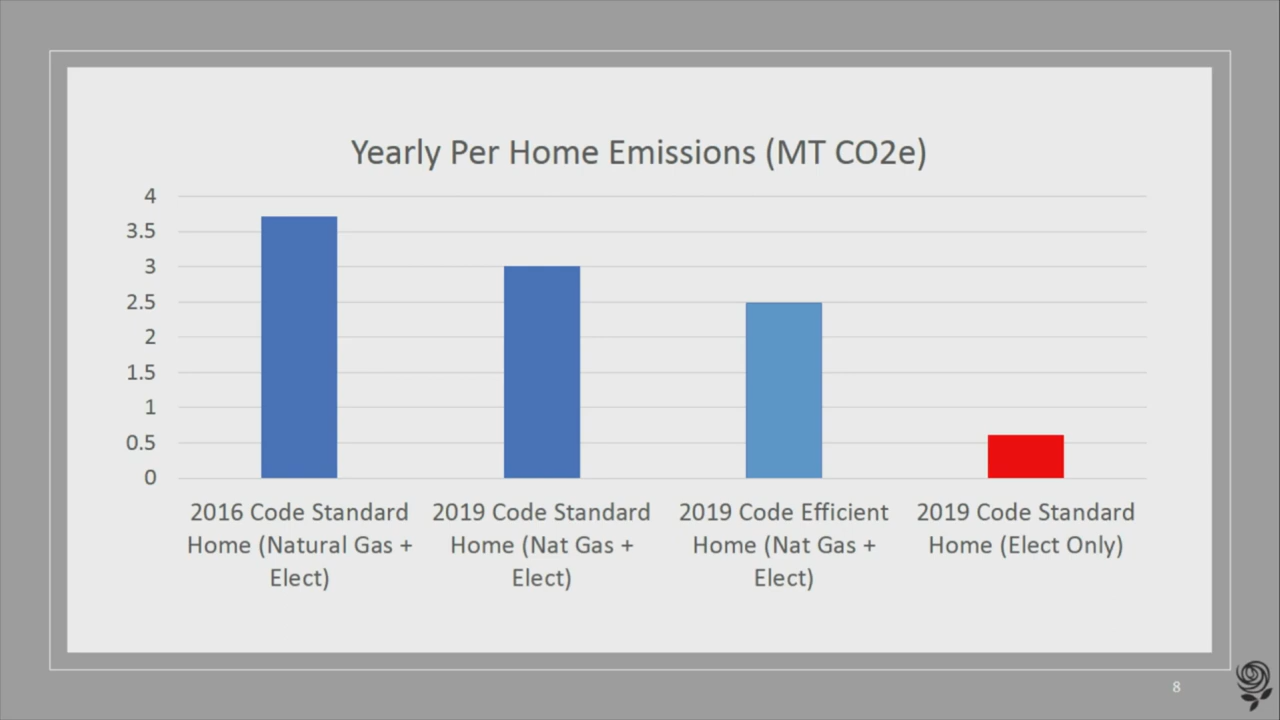 Yearly Per Home Emissions (MT CO2e)
4
3.5
3
2.5
2
1.5
1
0.5
0
2016 Code Standard
Home (Natural Gas +
Elect)
2019 Code Standard
Home (Nat Gas +
Elect)
2019 Code Efficient
Home (Nat Gas +
Elect)
2019 Code Standard
Home (Elect Only)
8